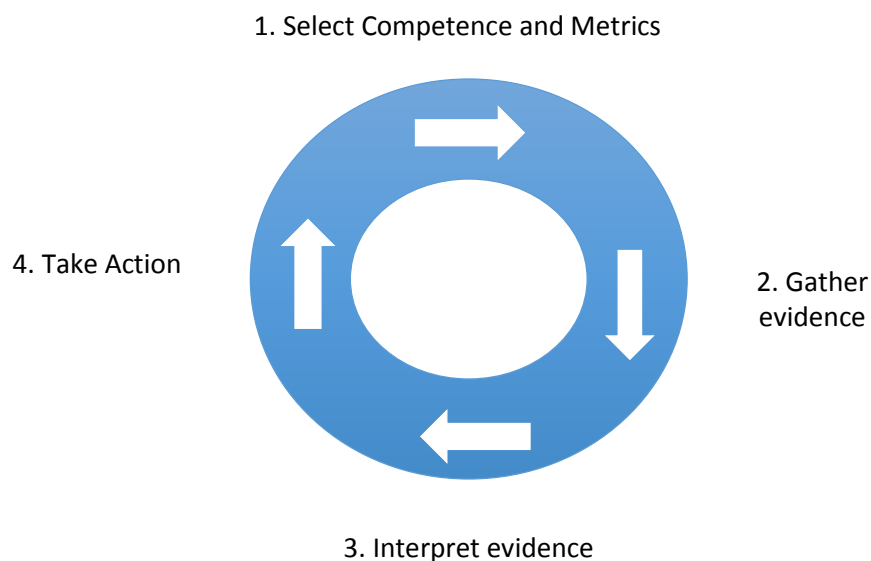 1. Select Competence and Metrics
2. Gather
evidence
3. Interpret evidence
4. Take Action